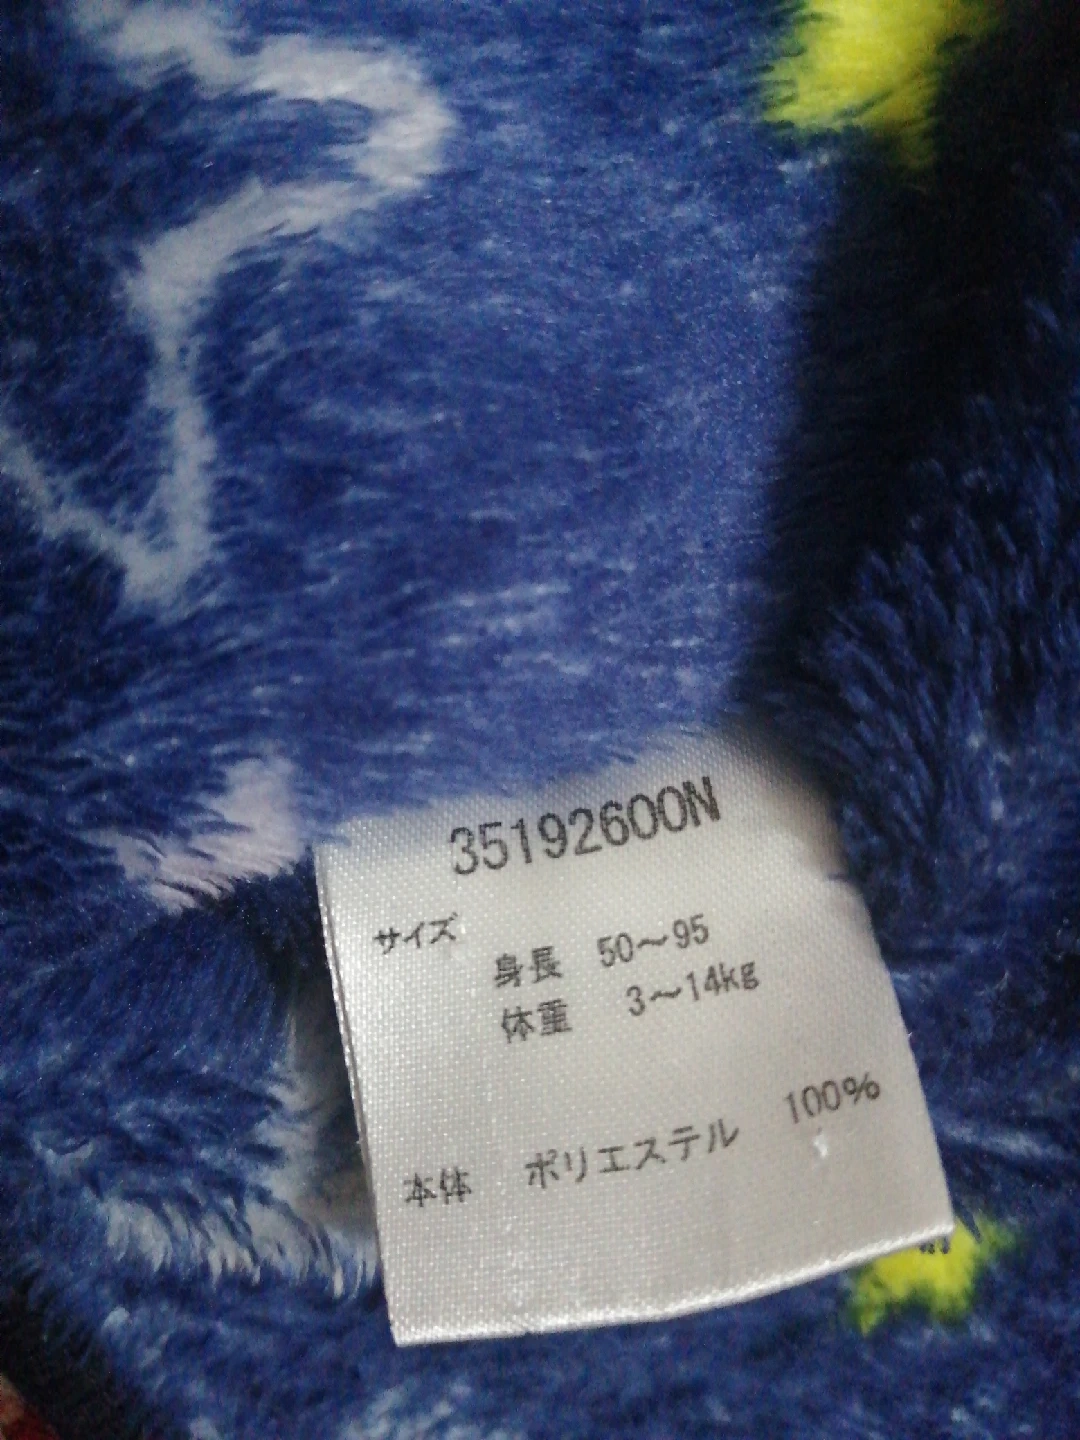 35192600N
サイズ
身長 50～95
体重 3～14kg
本体 ポリエステル 100%